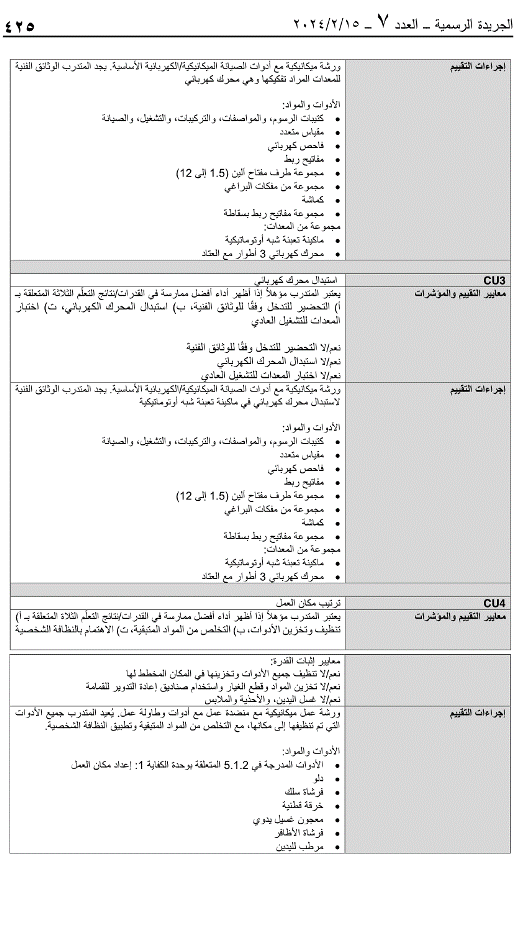 الجريدة الرسمية ــ العدد ٧ ــ ٢٠٢٤/٢/١٥
٤٢٥
إجراءات التقييم
ورشة ميكانيكية مع أدوات الصيانة الميكانيكية/الكهربائية الأساسية. يجد المتدرب الوثائق الفنية
للمعدات المراد تفكيكها وهي محرك كهربائي
الأدوات والمواد:
• كتيبات الرسوم، والمواصفات، والتركيبات، والتشغيل، والصيانة
• مقياس متعدد
• فاحص كهربائي
• مفاتيح ربط
• مجموعة طرف مفتاح ألين (1.5 إلى 12)
• مجموعة من مفكات البراغي
• كماشة
• مجموعة مفاتيح ربط بسقاطة
مجموعة من المعدات:
• ماكينة تعبئة شبه أوتوماتيكية
• محرك كهربائي 3 أطوار مع العتاد
CU3
استبدال محرك كهربائي
معايير التقييم والمؤشرات
يعتبر المتدرب مؤهلاً إذا أظهر أداء أفضل ممارسة في القدرات/نتائج التعلّم الثلاثة المتعلقة بـ
أ) التحضير للتدخل وفقًا للوثائق الفنية، ب) استبدال المحرك الكهربائي، ت) اختبار
المعدات للتشغيل العادي
نعم/لا التحضير للتدخل وفقًا للوثائق الفنية
نعم/لا استبدال المحرك الكهربائي
نعم/لا اختبار المعدات للتشغيل العادي
إجراءات التقييم
ورشة ميكانيكية مع أدوات الصيانة الميكانيكية/الكهربائية الأساسية. يجد المتدرب الوثائق الفنية
لاستبدال محرك كهربائي في ماكينة تعبئة شبه أوتوماتيكية
الأدوات والمواد:
• كتيبات الرسوم، والمواصفات، والتركيبات، والتشغيل، والصيانة
• مقياس متعدد
• فاحص كهربائي
• مفاتيح ربط
• مجموعة طرف مفتاح ألين (1.5 إلى 12)
• مجموعة من مفكات البراغي
• كماشة
• مجموعة مفاتيح ربط بسقاطة
مجموعة من المعدات:
• ماكينة تعبئة شبه أوتوماتيكية
• محرك كهربائي 3 أطوار مع العتاد
CU4
ترتيب مكان العمل
معايير التقييم والمؤشرات
يعتبر المتدرب مؤهلاً إذا أظهر أداء أفضل ممارسة في القدرات/نتائج التعلّم الثلاة المتعلقة بـ أ)
تنظيف وتخزين الأدوات، ب) التخلص من المواد المتبقية، ت) الاهتمام بالنظافة الشخصية
معايير إثبات القدرة:
نعم/لا تنظيف جميع الأدوات وتخزينها في المكان المخطط لها
نعم/لا تخزين المواد وقطع الغيار واستخدام صناديق إعادة التدوير للقمامة
نعم/لا غسل اليدين، والأحذية والملابس
إجراءات التقييم
ورشة عمل ميكانيكية مع منضدة عمل مع أدوات وطاولة عمل. يُعيد المتدرب جميع الأدوات
التي تم تنظيفها إلى مكانها، مع التخلص من المواد المتبقية وتطبيق النظافة الشخصية.
الأدوات والمواد:
• الأدوات المدرجة في 5.1.2 المتعلقة بوحدة الكفاية 1: إعداد مكان العمل
• دلو
• فرشاة سلك
• خرقة قطنية
• معجون غسيل يدوي
• فرشاة الأظافر
• مرطب لليدين